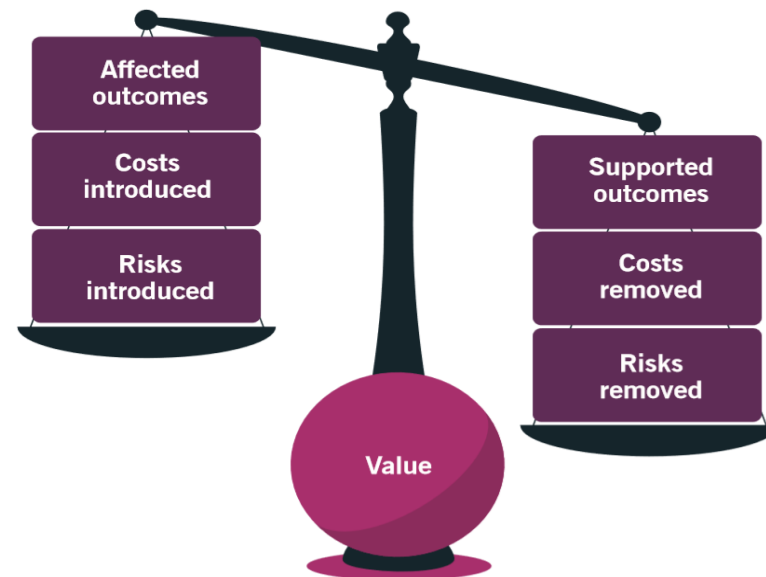 Affected
outcomes
Costs
introduced
Risks
introduced
Supported
outcomes
Costs
removed
Risks
removed
Value